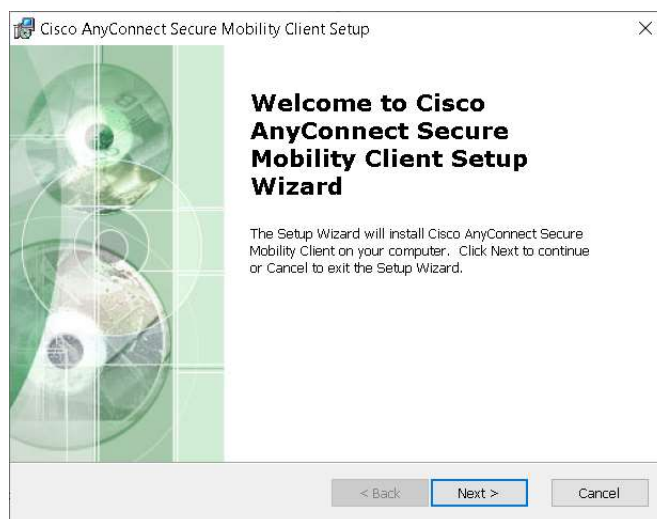 Cisco AnyConnect Secure Mobility Client Setup
Welcome to Cisco
AnyConnect Secure
Mobility Client Setup
Wizard
The Setup Wizard will install Cisco AnyConnect Secure
Mobility Client on your computer. Click Next to continue
or Cancel to exit the Setup Wizard.
< Back Next > Cancel